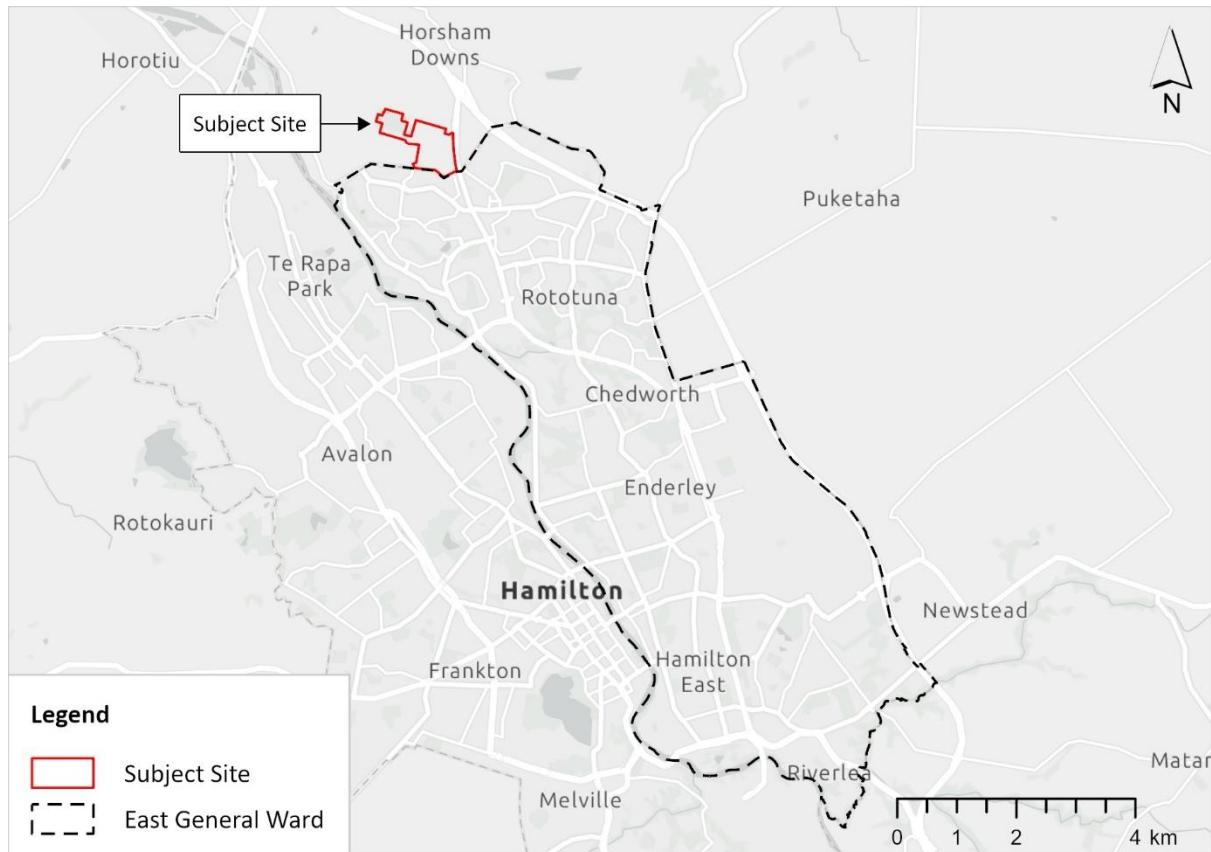 Horsham
Downs
Horotiu
N
Subject Site
Puketaha
Te Rapa
Park
Rototuna
Chedworth
Avalon
Enderley
Rotokauri
Hamilton
Newstead
Hamilton
East
Frankton
Legend
Subject Site
East General Ward
Riverlea
Matar
Melville
0 1 2 4 km